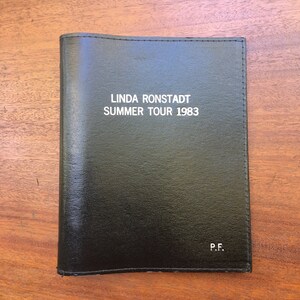 LINDA RONSTADT
SUMMER TOUR 1983
P.F.